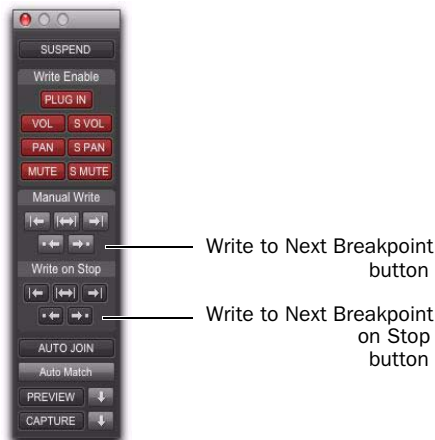 SUSPEND
Write Enable
PLUG IN
VOL S VOL
PAN S PAN
MUTE S MUTE
Manual Write
Write to Next Breakpoint
button
Write on Stop
Write to Next Breakpoint
on Stop
button
AUTO JOIN
Auto Match
PREVIEW
CAPTURE